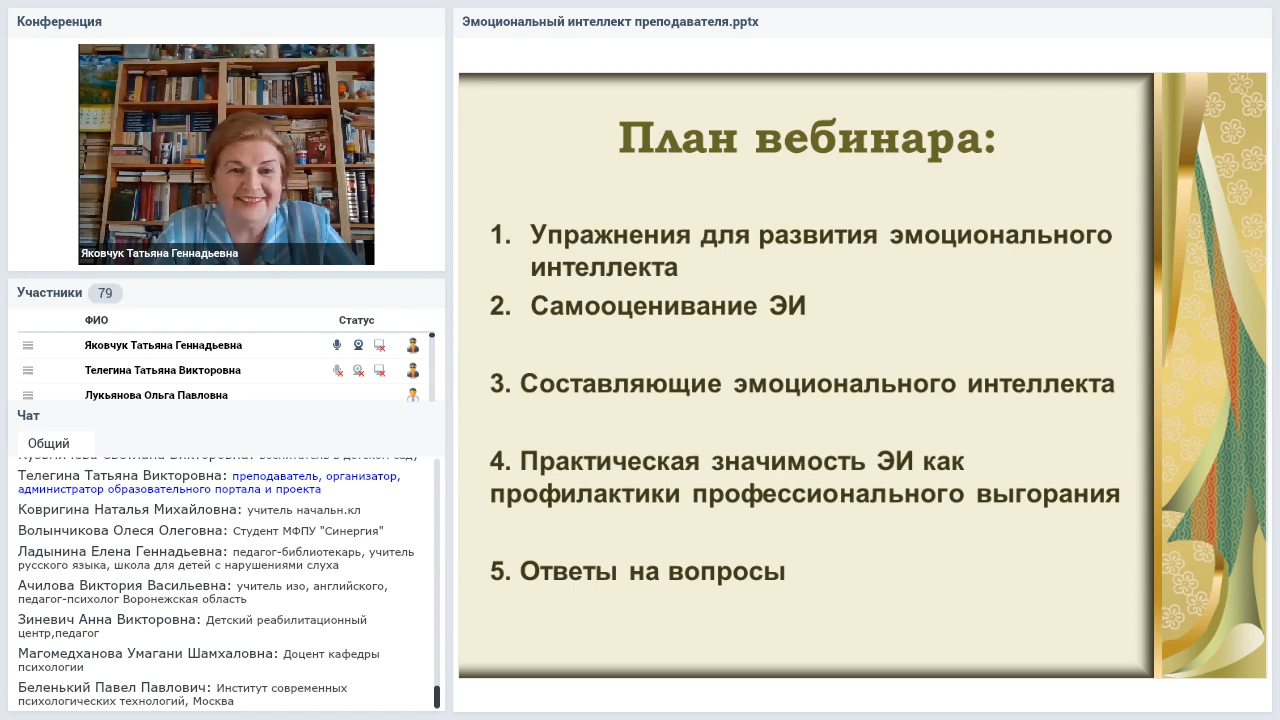 Конференция
Яковчук Татьяна Геннадьевна
Участники 79
ФИО Статус
Яковчук Татьяна Геннадьевна
Телегина Татьяна Викторовна
Лукьянова Ольга Павловна
Чат
Общий
Телегина Татьяна Викторовна: преподаватель, организатор,
администратор образовательного портала и проекта
Ковригина Наталья Михайловна: учитель начальн.кл
Волынчикова Олеся Олеговна: Студент МФПУ "Синергия"
Ладынина Елена Геннадьевна: педагог-библиотекарь, учитель
русского языка, школа для детей с нарушениями слуха
Ачилова Виктория Васильевна: учитель изо, английского,
педагог-психолог Воронежская область
Зиневич Анна Викторовна: Детский реабилитационный
центр,педагог
Магомедханова Умагани Шамхаловна: Доцент кафедры
психологии
Беленький Павел Павлович: Институт современных
психологических технологий, Москва
Эмоциональный интеллект преподавателя.pptx
План вебинара:
1. Упражнения для развития эмоционального
интеллекта
2. Самооценивание ЭИ
3. Составляющие эмоционального интеллекта
4. Практическая значимость ЭИ как
профилактики профессионального выгорания
5. Ответы на вопросы